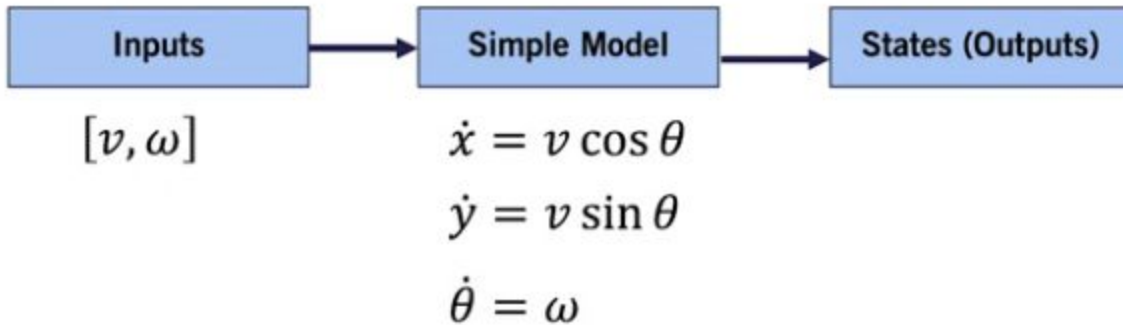 Inputs
Simple Model
States (Outputs)
[v, ω]
ẋ = v cos θ
ẏ = v sin θ
θ̇ = ω